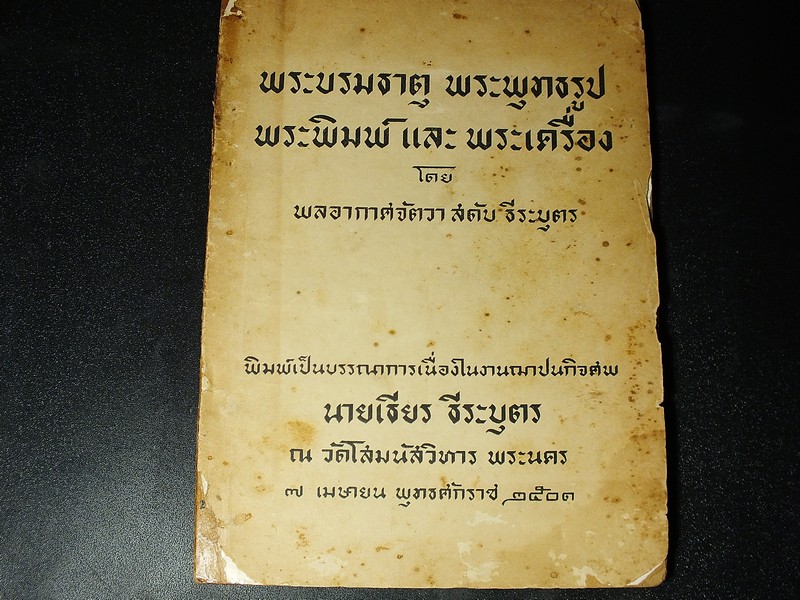 พระบรมธาตุ พระพุทธรูป
พระพิมพ์ และ พระเครื่อง
โดย
พลอากาศจัตวา สดับ ธีระบุตร
พิมพ์เป็นบรรณาการเนื่องในงานฌาปนกิจศพ
นายเธียร ธีระบุตร
ณ วัดโสมนัสวิหาร พระนคร
๗ เมษายน พุทธศักราช ๒๕๐๑